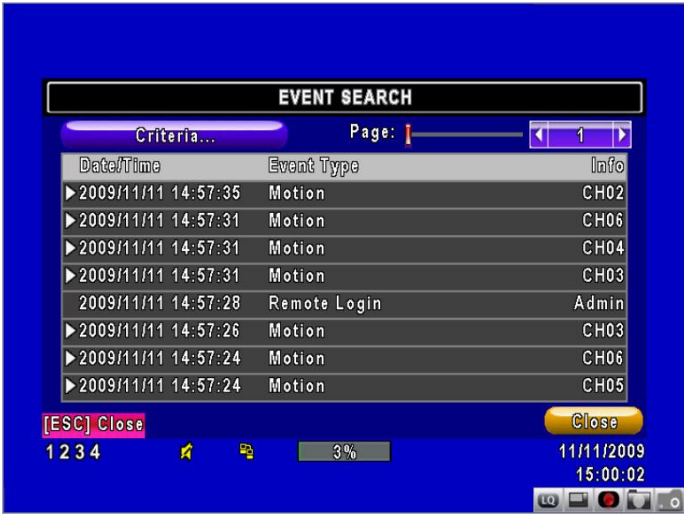 EVENT SEARCH
Criteria... Page: 1
Date/Time Event Type Info
2009/11/11 14:57:35 Motion CH02
2009/11/11 14:57:31 Motion CH06
2009/11/11 14:57:31 Motion CH04
2009/11/11 14:57:31 Motion CH03
2009/11/11 14:57:28 Remote Login Admin
2009/11/11 14:57:26 Motion CH03
2009/11/11 14:57:24 Motion CH06
2009/11/11 14:57:24 Motion CH05
[ESC] Close Close
1234 3% 11/11/2009
15:00:02
LQ